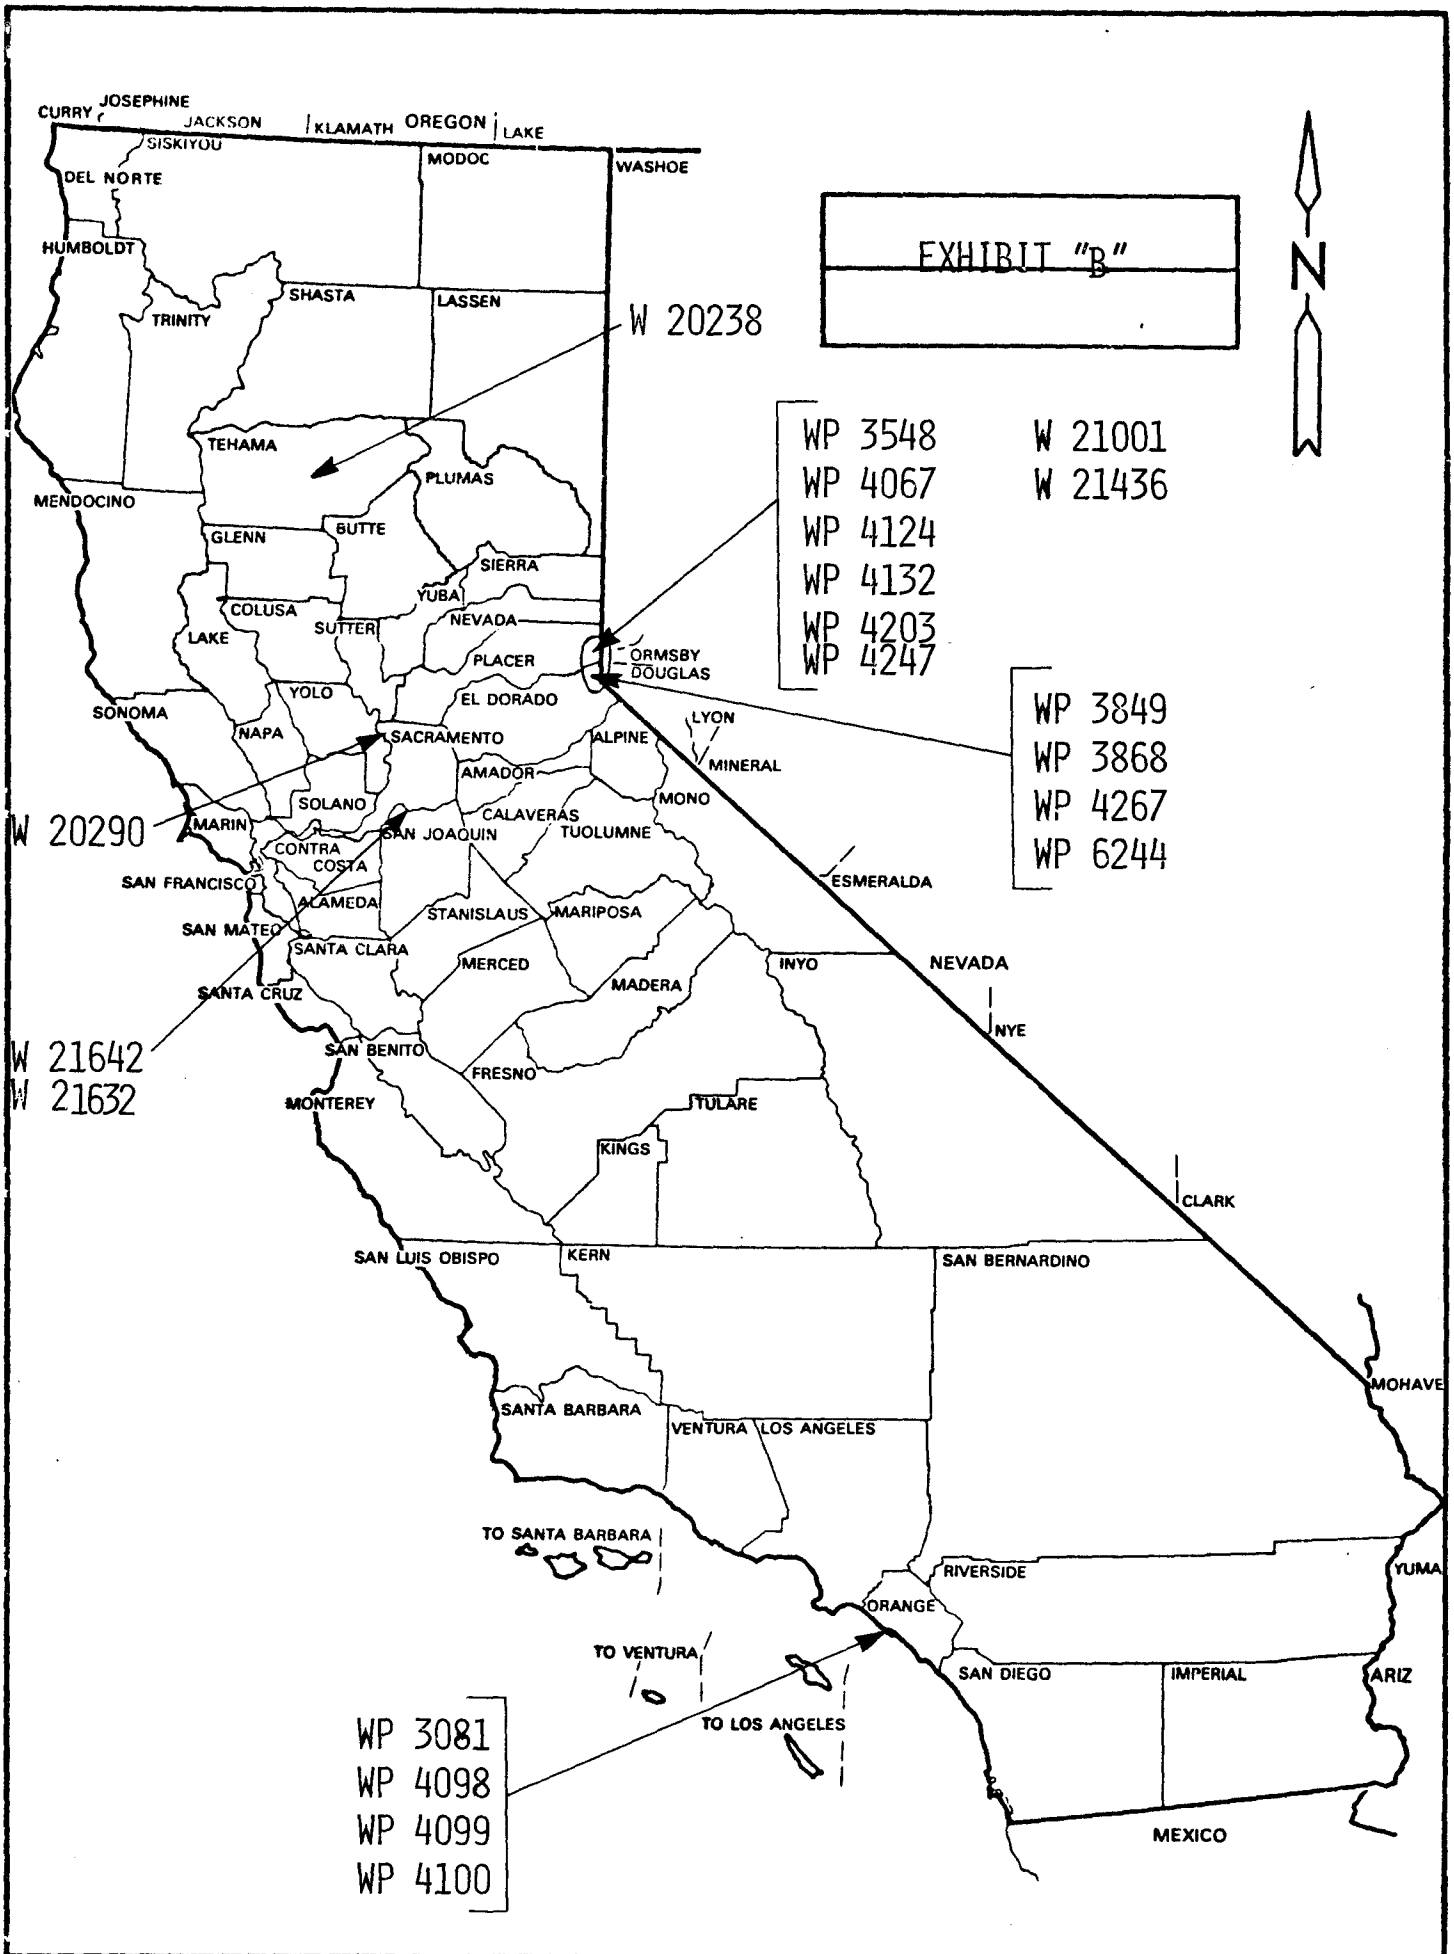 CURRY JOSEPHINE JACKSON KLAMATH OREGON LAKE
SISKIYOU
MODOC
WASHOE
DEL NORTE
HUMBOLDT
EXHIBIT "B"
N
TRINITY
SHASTA
LASSEN
W 20238
TEHAMA
PLUMAS
WP 3548 W 21001
WP 4067 W 21436
WP 4124
WP 4132
WP 4203
WP 4247
MENDOCINO
GLENN
BUTTE
SIERRA
YUBA
COLUSA
SUTTER
NEVADA
LAKE
PLACER
ORMSBY
DOUGLAS
YOLO
EL DORADO
SONOMA
NAPA
SACRAMENTO
ALPINE
LYON
MINERAL
WP 3849
WP 3868
WP 4267
WP 6244
AMADOR
MONO
SOLANO
CALAVERAS
W 20290
MARIN
SAN JOAQUIN
TUOLUMNE
CONTRA
COSTA
SAN FRANCISCO
ALAMEDA
ESMERALDA
STANISLAUS
MARIPOSA
SAN MATEO
SANTA CLARA
MERCED
INYO
NEVADA
MADERA
SANTA CRUZ
NYE
W 21642
W 21632
SAN BENITO
FRESNO
MONTEREY
TULARE
KINGS
CLARK
SAN LUIS OBISPO
KERN
SAN BERNARDINO
MOHAVE
SANTA BARBARA
VENTURA
LOS ANGELES
TO SANTA BARBARA
RIVERSIDE
YUMA
ORANGE
TO VENTURA
SAN DIEGO
IMPERIAL
ARIZ
TO LOS ANGELES
WP 3081
WP 4098
WP 4099
WP 4100
MEXICO